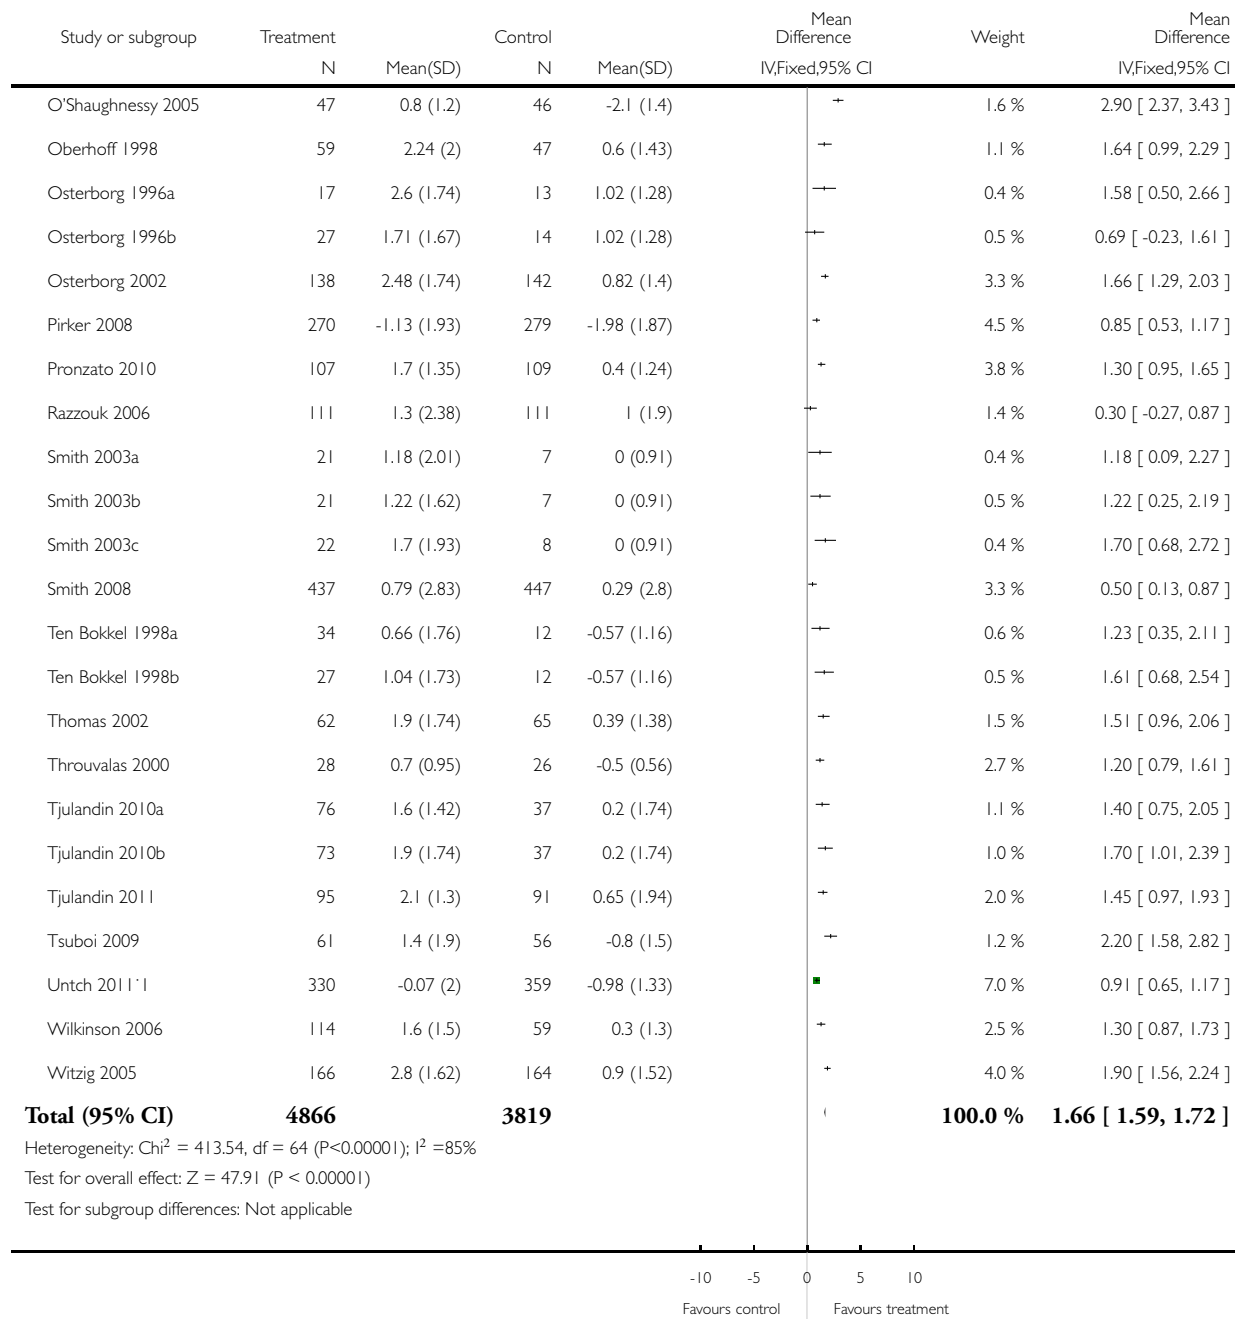 Study or subgroup Treatment Control Mean Difference Weight Mean Difference
N Mean(SD) N Mean(SD) IV,Fixed,95% CI IV,Fixed,95% CI
O'Shaughnessy 2005 47 0.8 (1.2) 46 -2.1 (1.4) 1.6 % 2.90 [ 2.37, 3.43 ]
Oberhoff 1998 59 2.24 (2) 47 0.6 (1.43) 1.1 % 1.64 [ 0.99, 2.29 ]
Osterborg 1996a 17 2.6 (1.74) 13 1.02 (1.28) 0.4 % 1.58 [ 0.50, 2.66 ]
Osterborg 1996b 27 1.71 (1.67) 14 1.02 (1.28) 0.5 % 0.69 [ -0.23, 1.61 ]
Osterborg 2002 138 2.48 (1.74) 142 0.82 (1.4) 3.3 % 1.66 [ 1.29, 2.03 ]
Pirker 2008 270 -1.13 (1.93) 279 -1.98 (1.87) 4.5 % 0.85 [ 0.53, 1.17 ]
Pronzato 2010 107 1.7 (1.35) 109 0.4 (1.24) 3.8 % 1.30 [ 0.95, 1.65 ]
Razzouk 2006 111 1.3 (2.38) 111 1 (1.9) 1.4 % 0.30 [ -0.27, 0.87 ]
Smith 2003a 21 1.18 (2.01) 7 0 (0.91) 0.4 % 1.18 [ 0.09, 2.27 ]
Smith 2003b 21 1.22 (1.62) 7 0 (0.91) 0.5 % 1.22 [ 0.25, 2.19 ]
Smith 2003c 22 1.7 (1.93) 8 0 (0.91) 0.4 % 1.70 [ 0.68, 2.72 ]
Smith 2008 437 0.79 (2.83) 447 0.29 (2.8) 3.3 % 0.50 [ 0.13, 0.87 ]
Ten Bokkel 1998a 34 0.66 (1.76) 12 -0.57 (1.16) 0.6 % 1.23 [ 0.35, 2.11 ]
Ten Bokkel 1998b 27 1.04 (1.73) 12 -0.57 (1.16) 0.5 % 1.61 [ 0.68, 2.54 ]
Thomas 2002 62 1.9 (1.74) 65 0.39 (1.38) 1.5 % 1.51 [ 0.96, 2.06 ]
Throuvalas 2000 28 0.7 (0.95) 26 -0.5 (0.56) 2.7 % 1.20 [ 0.79, 1.61 ]
Tjulandin 2010a 76 1.6 (1.42) 37 0.2 (1.74) 1.1 % 1.40 [ 0.75, 2.05 ]
Tjulandin 2010b 73 1.9 (1.74) 37 0.2 (1.74) 1.0 % 1.70 [ 1.01, 2.39 ]
Tjulandin 2011 95 2.1 (1.3) 91 0.65 (1.94) 2.0 % 1.45 [ 0.97, 1.93 ]
Tsuboi 2009 61 1.4 (1.9) 56 -0.8 (1.5) 1.2 % 2.20 [ 1.58, 2.82 ]
Untch 2011˙1 330 -0.07 (2) 359 -0.98 (1.33) 7.0 % 0.91 [ 0.65, 1.17 ]
Wilkinson 2006 114 1.6 (1.5) 59 0.3 (1.3) 2.5 % 1.30 [ 0.87, 1.73 ]
Witzig 2005 166 2.8 (1.62) 164 0.9 (1.52) 4.0 % 1.90 [ 1.56, 2.24 ]
Total (95% CI) 4866 3819 100.0 % 1.66 [ 1.59, 1.72 ]
Heterogeneity: Chi² = 413.54, df = 64 (P<0.00001); I² =85%
Test for overall effect: Z = 47.91 (P < 0.00001)
Test for subgroup differences: Not applicable
-10 -5 0 5 10
Favours control Favours treatment